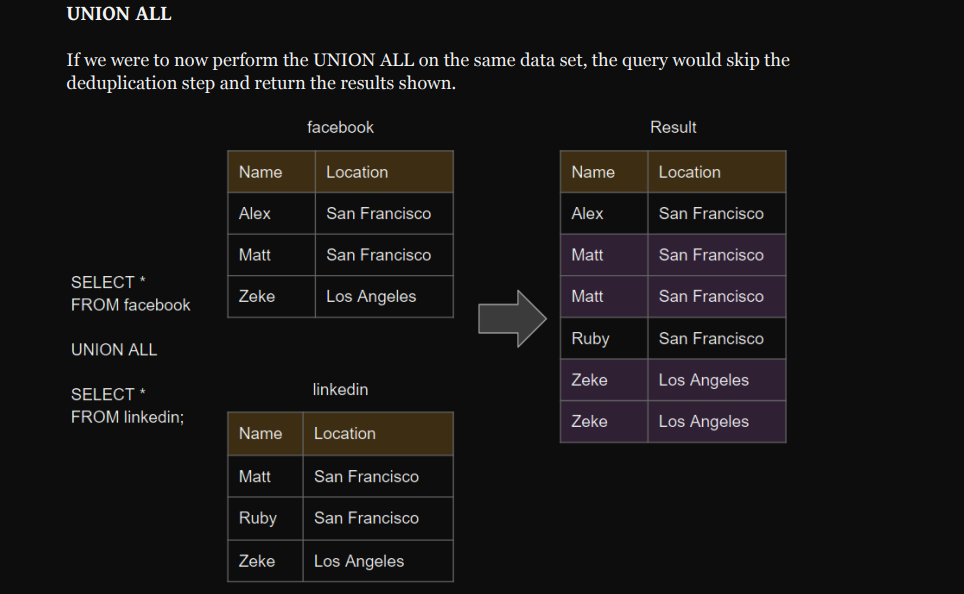 UNION ALL
If we were to now perform the UNION ALL on the same data set, the query would skip the
deduplication step and return the results shown.
SELECT *
FROM facebook
UNION ALL
SELECT *
FROM linkedin;
facebook
Name Location
Alex San Francisco
Matt San Francisco
Zeke Los Angeles
linkedin
Name Location
Matt San Francisco
Ruby San Francisco
Zeke Los Angeles
Result
Name Location
Alex San Francisco
Matt San Francisco
Matt San Francisco
Ruby San Francisco
Zeke Los Angeles
Zeke Los Angeles